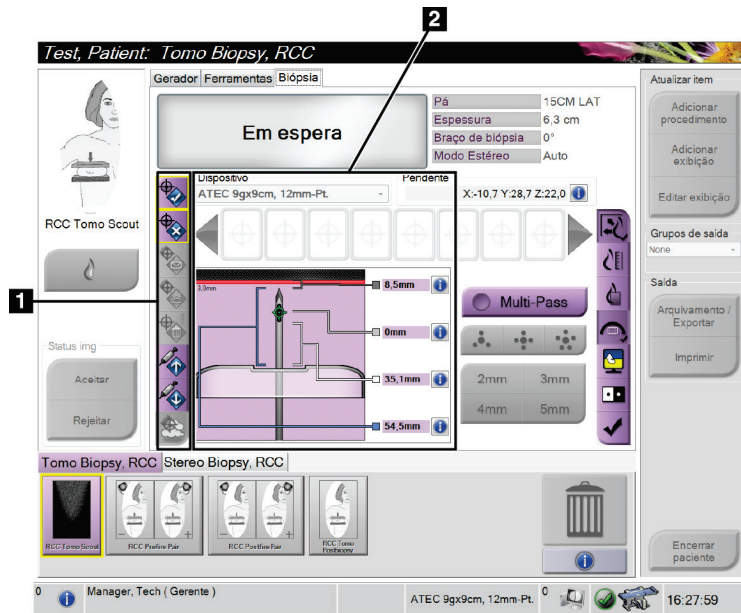 2
Test, Patient: Tomo Biopsy, RCC
Gerador Ferramentas Biópsia
Em espera
Pá 15CM LAT
Espessura 6,3 cm
Braço de biópsia 0°
Modo Estéreo Auto
Atualizar item
Adicionar procedimento
Adicionar exibição
Editar exibição
Grupos de saída
None
Saída
Arquivamento / Exportar
Imprimir
Encerrar paciente
RCC Tomo Scout
1
Status img
Aceitar
Rejeitar
Dispositivo
ATEC 9gx9cm, 12mm-Pt.
Pendente
X:-10,7 Y:28,7 Z:22,0
3.0mm
8,5mm
0mm
35,1mm
54,5mm
Multi-Pass
2mm 3mm
4mm 5mm
Tomo Biopsy, RCC Stereo Biopsy, RCC
RCC Tomo Scout
RCC Prefire Pair
RCC Postfire Pair
RCC Tomo Postbiopsy
0 Manager, Tech ( Gerente ) ATEC 9gx9cm, 12mm-Pt. 0 16:27:59